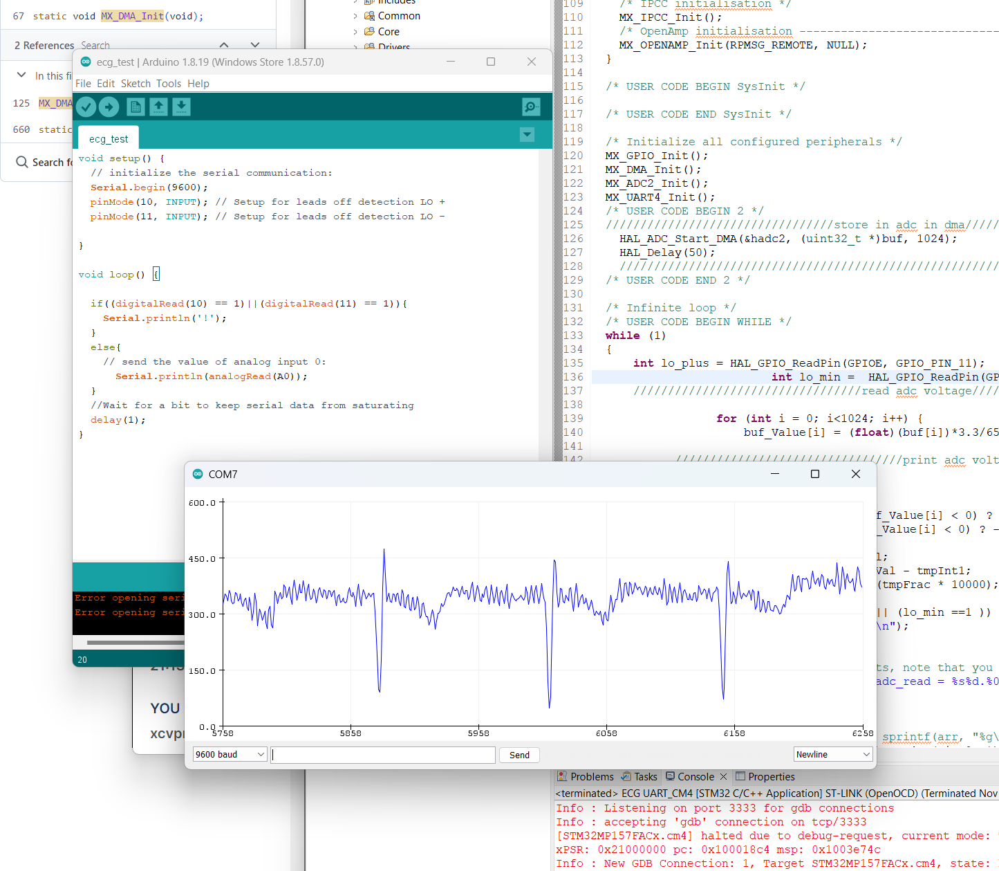 67 static void MX_DMA_Init(void);
2 References Search
In this fi
125 MX_DMA
660 static
Search fo
Includes
Common
Core
Drivers
ecg_test | Arduino 1.8.19 (Windows Store 1.8.57.0)
File Edit Sketch Tools Help
ecg_test
void setup() {
// initialize the serial communication:
Serial.begin(9600);
pinMode(10, INPUT); // Setup for leads off detection LO +
pinMode(11, INPUT); // Setup for leads off detection LO -
}
void loop() {
if((digitalRead(10) == 1)||(digitalRead(11) == 1)){
Serial.println('!');
}
else{
// send the value of analog input 0:
Serial.println(analogRead(A0));
}
//Wait for a bit to keep serial data from saturating
delay(1);
}
Error opening seri
Error opening seri
20
YOU
xcvpr
109 /* IPCC initialisation */
110 MX_IPCC_Init();
111 /* OpenAmp initialisation -----------------------------
112 MX_OPENAMP_Init(RPMSG_REMOTE, NULL);
113 }
114
115 /* USER CODE BEGIN SysInit */
116
117 /* USER CODE END SysInit */
118
119 /* Initialize all configured peripherals */
120 MX_GPIO_Init();
121 MX_DMA_Init();
122 MX_ADC2_Init();
123 MX_UART4_Init();
124 /* USER CODE BEGIN 2 */
125 /////////////////////////////////store in adc in dma/////
126 HAL_ADC_Start_DMA(&hadc2, (uint32_t *)buf, 1024);
127 HAL_Delay(50);
128 ///////////////////////////////////////////////////////
129 /* USER CODE END 2 */
130
131 /* Infinite loop */
132 /* USER CODE BEGIN WHILE */
133 while (1)
134 {
135 int lo_plus = HAL_GPIO_ReadPin(GPIOE, GPIO_PIN_11);
136 int lo_min = HAL_GPIO_ReadPin(GP
137 /////////////////////////////////read adc voltage////
138
139 for (int i = 0; i<1024; i++) {
140 buf_Value[i] = (float)(buf[i])*3.3/65
141
142 /////////////////////////////////print adc volt
f_Value[i] < 0) ?
_Value[i] < 0) ? -
l;
Val - tmpInt1;
(tmpFrac * 10000);
|| (lo_min ==1 ))
\n");
ts, note that you
adc_read = %s%d.%0
sprintf(arr, "%g\
COM7
600.0
450.0
300.0
150.0
0.0
5758 5858 5958 6058 6158 6258
9600 baud Send Newline
Problems Tasks Console Properties
<terminated> ECG UART_CM4 [STM32 C/C++ Application] ST-LINK (OpenOCD) (Terminated Nov
Info : Listening on port 3333 for gdb connections
Info : accepting 'gdb' connection on tcp/3333
[STM32MP157FACx.cm4] halted due to debug-request, current mode:
xPSR: 0x21000000 pc: 0x100018c4 msp: 0x1003e74c
Info : New GDB Connection: 1, Target STM32MP157FACx.cm4, state: